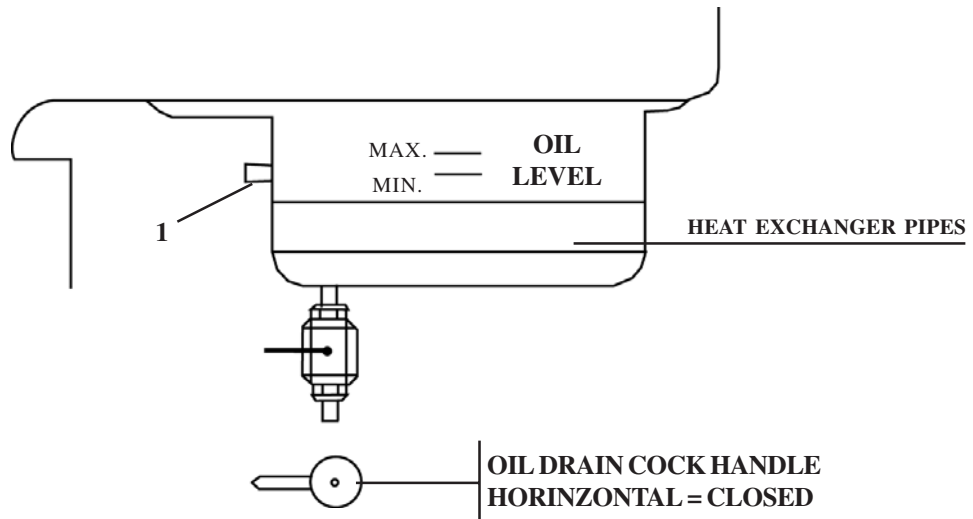 MAX.
MIN.
OIL
LEVEL
1
HEAT EXCHANGER PIPES
OIL DRAIN COCK HANDLE
HORINZONTAL = CLOSED